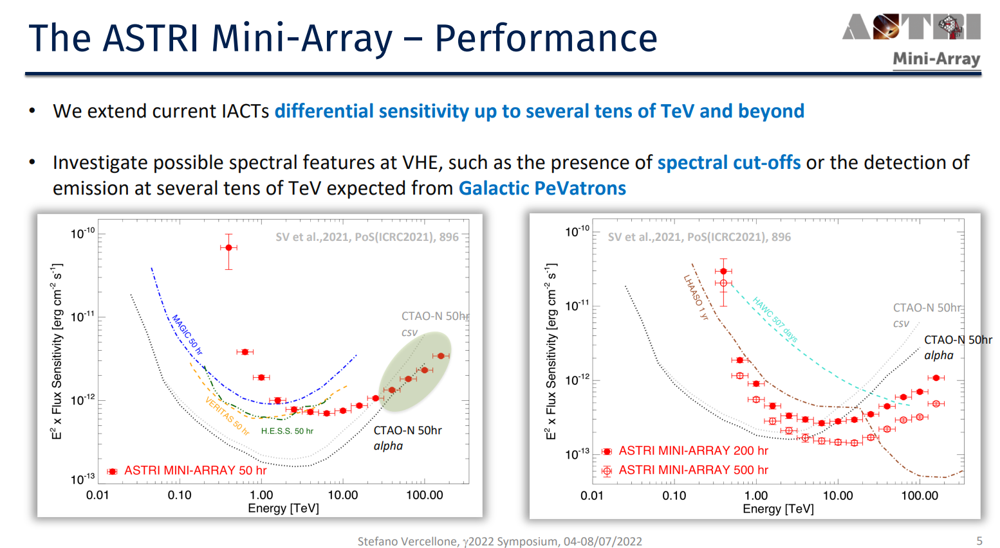 The ASTRI Mini-Array – Performance
ASTRI
Mini-Array
• We extend current IACTs differential sensitivity up to several tens of TeV and beyond
• Investigate possible spectral features at VHE, such as the presence of spectral cut-offs or the detection of
emission at several tens of TeV expected from Galactic PeVatrons
SV et al.,2021, PoS(ICRC2021), 896
E² x Flux Sensitivity [erg cm⁻² s⁻¹]
10⁻¹⁰
10⁻¹¹
10⁻¹²
10⁻¹³
MAGIC 50 hr
VERITAS 50 hr
H.E.S.S. 50 hr
CTAO-N 50hr
csv
CTAO-N 50hr
alpha
ASTRI MINI-ARRAY 50 hr
0.01 0.10 1.00 10.00 100.00
Energy [TeV]
SV et al.,2021, PoS(ICRC2021), 896
E² x Flux Sensitivity [erg cm⁻² s⁻¹]
10⁻¹⁰
10⁻¹¹
10⁻¹²
10⁻¹³
LHAASO 1 yr
HAWC 507 days
CTAO-N 50hr
csv
CTAO-N 50hr
alpha
ASTRI MINI-ARRAY 200 hr
ASTRI MINI-ARRAY 500 hr
0.01 0.10 1.00 10.00 100.00
Energy [TeV]
Stefano Vercellone, γ2022 Symposium, 04-08/07/2022
5